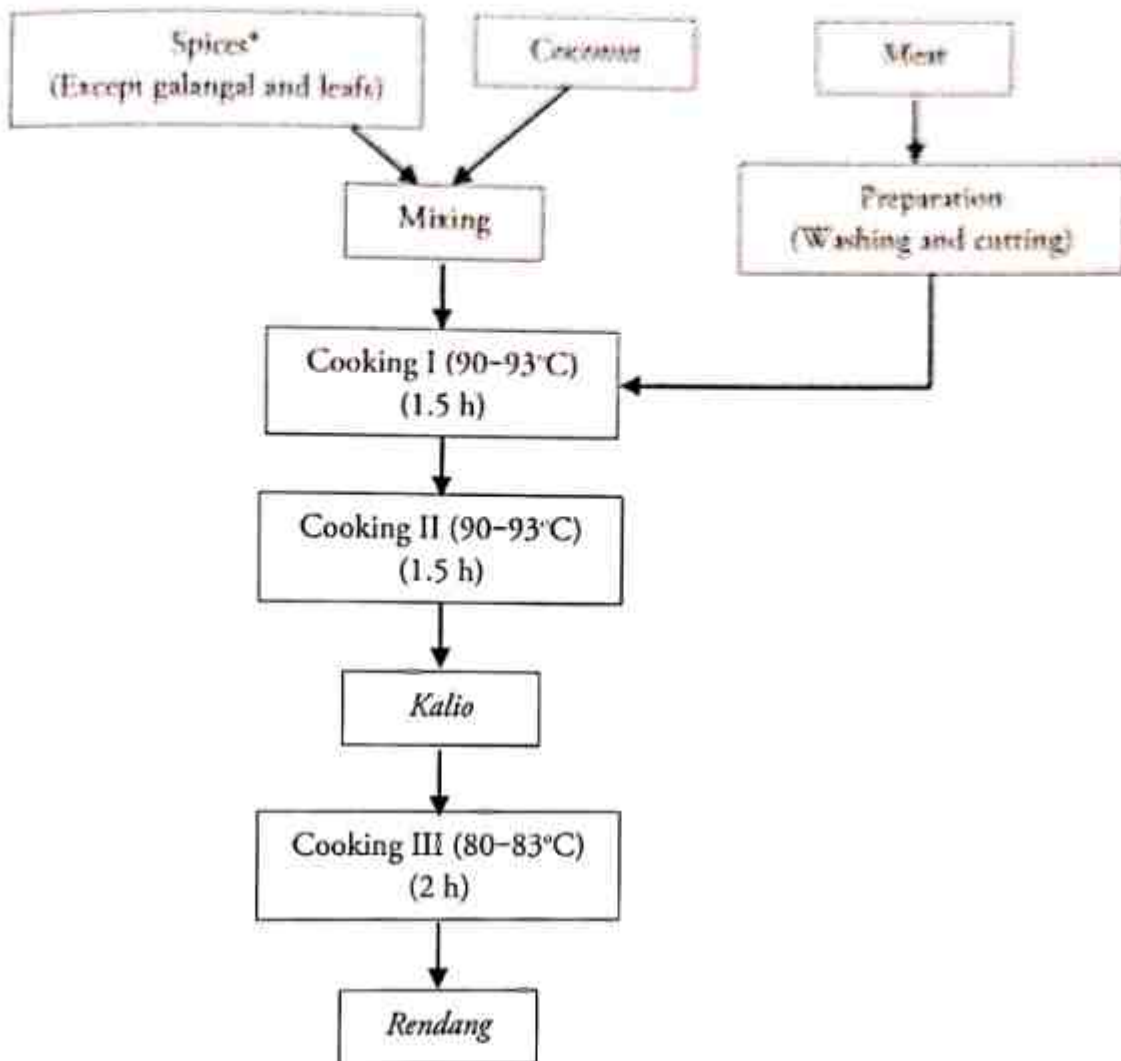 Spices*
(Except galangal and leafs)
Meat
Mixing
Preparation
(Washing and cutting)
Cooking I (90–93°C)
(1.5 h)
Cooking II (90–93°C)
(1.5 h)
Kalio
Cooking III (80–83°C)
(2 h)
Rendang